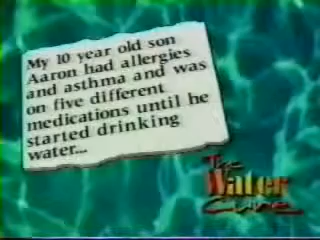 My 10 year old son
Aaron had allergies
and asthma and was
on five different
medications until he
started drinking
water...
The
Water
Cure